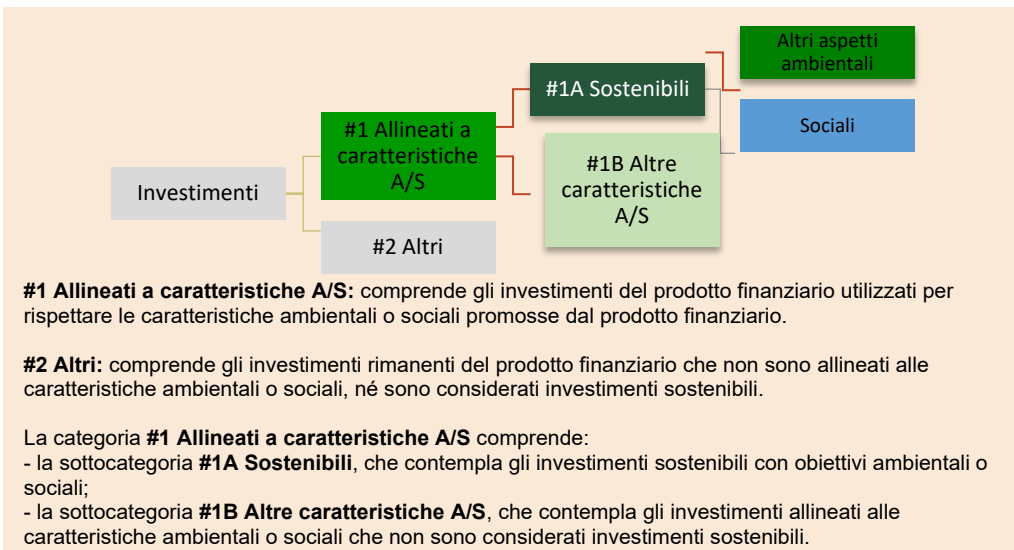 Altri aspetti
ambientali
#1A Sostenibili
Sociali
#1 Allineati a
caratteristiche
A/S
#1B Altre
caratteristiche
A/S
Investimenti
#2 Altri
#1 Allineati a caratteristiche A/S: comprende gli investimenti del prodotto finanziario utilizzati per
rispettare le caratteristiche ambientali o sociali promosse dal prodotto finanziario.
#2 Altri: comprende gli investimenti rimanenti del prodotto finanziario che non sono allineati alle
caratteristiche ambientali o sociali, né sono considerati investimenti sostenibili.
La categoria #1 Allineati a caratteristiche A/S comprende:
- la sottocategoria #1A Sostenibili, che contempla gli investimenti sostenibili con obiettivi ambientali o
sociali;
- la sottocategoria #1B Altre caratteristiche A/S, che contempla gli investimenti allineati alle
caratteristiche ambientali o sociali che non sono considerati investimenti sostenibili.